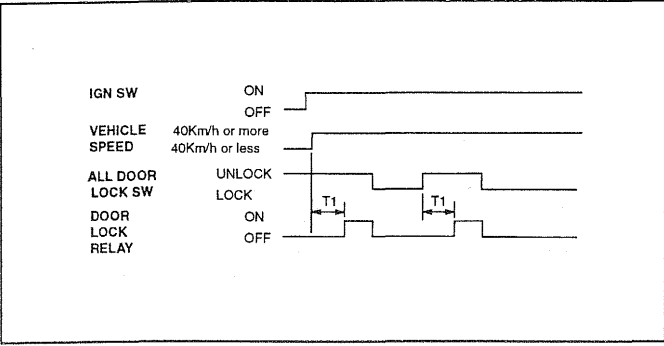 IGN SW ON
OFF
VEHICLE 40Km/h or more
SPEED 40Km/h or less
ALL DOOR UNLOCK
LOCK SW LOCK T1 T1
DOOR ON
LOCK OFF
RELAY